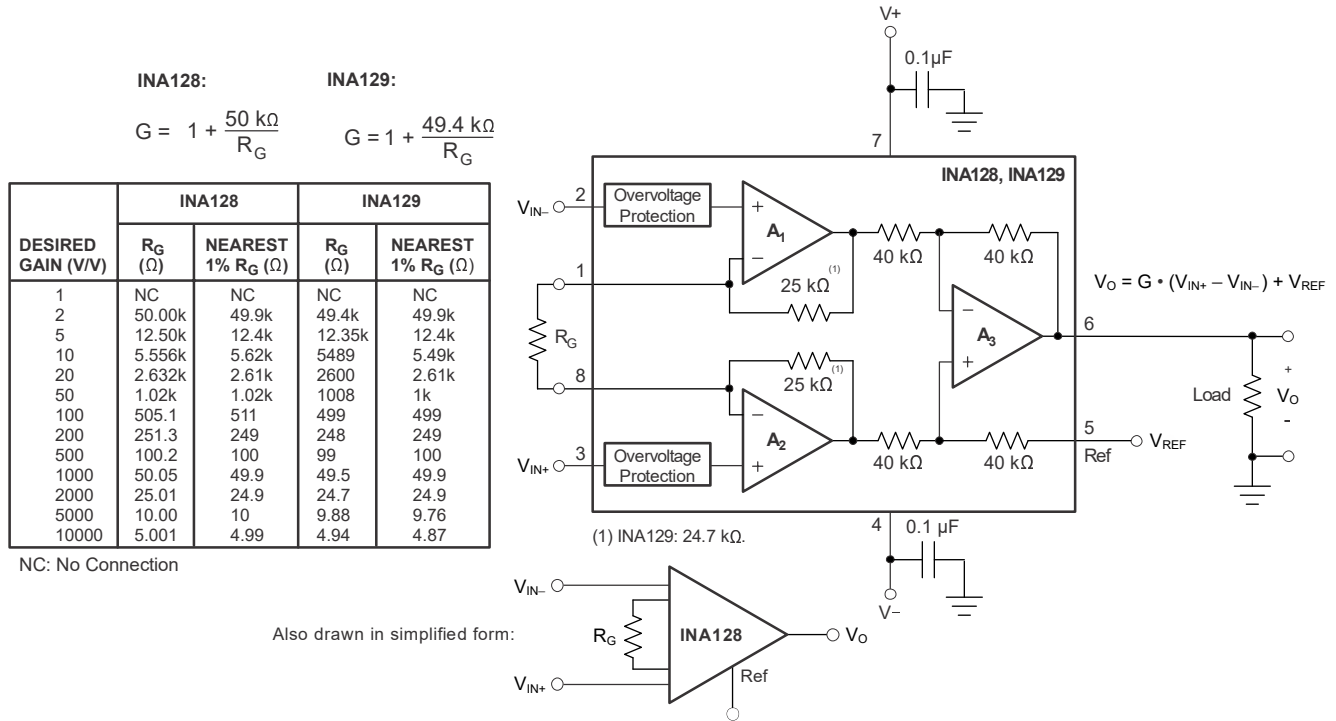 INA128:
INA129:
G = 1 + 50 kΩ / R_G
G = 1 + 49.4 kΩ / R_G
DESIRED GAIN (V/V) INA128 INA129
R_G (Ω) NEAREST 1% R_G (Ω) R_G (Ω) NEAREST 1% R_G (Ω)
1 NC NC NC NC
2 50.00k 49.9k 49.4k 49.9k
5 12.50k 12.4k 12.35k 12.4k
10 5.556k 5.62k 5489 5.49k
20 2.632k 2.61k 2600 2.61k
50 1.02k 1.02k 1008 1k
100 505.1 511 499 499
200 251.3 249 248 249
500 100.2 100 99 100
1000 50.05 49.9 49.5 49.9
2000 25.01 24.9 24.7 24.9
5000 10.00 10 9.88 9.76
10000 5.001 4.99 4.94 4.87
NC: No Connection
V+
0.1µF
7
INA128, INA129
V_IN– 2
Overvoltage
Protection
+
A_1
–
40 kΩ
40 kΩ
1
25 kΩ (1)
V_O = G • (V_IN+ – V_IN–) + V_REF
–
A_3
+
6
R_G
8
25 kΩ (1)
Load
+
V_O
-
–
A_2
+
V_IN+ 3
Overvoltage
Protection
40 kΩ
40 kΩ
5
Ref
V_REF
4
0.1 µF
V–
(1) INA129: 24.7 kΩ.
Also drawn in simplified form:
V_IN–
R_G
INA128
V_O
V_IN+
Ref